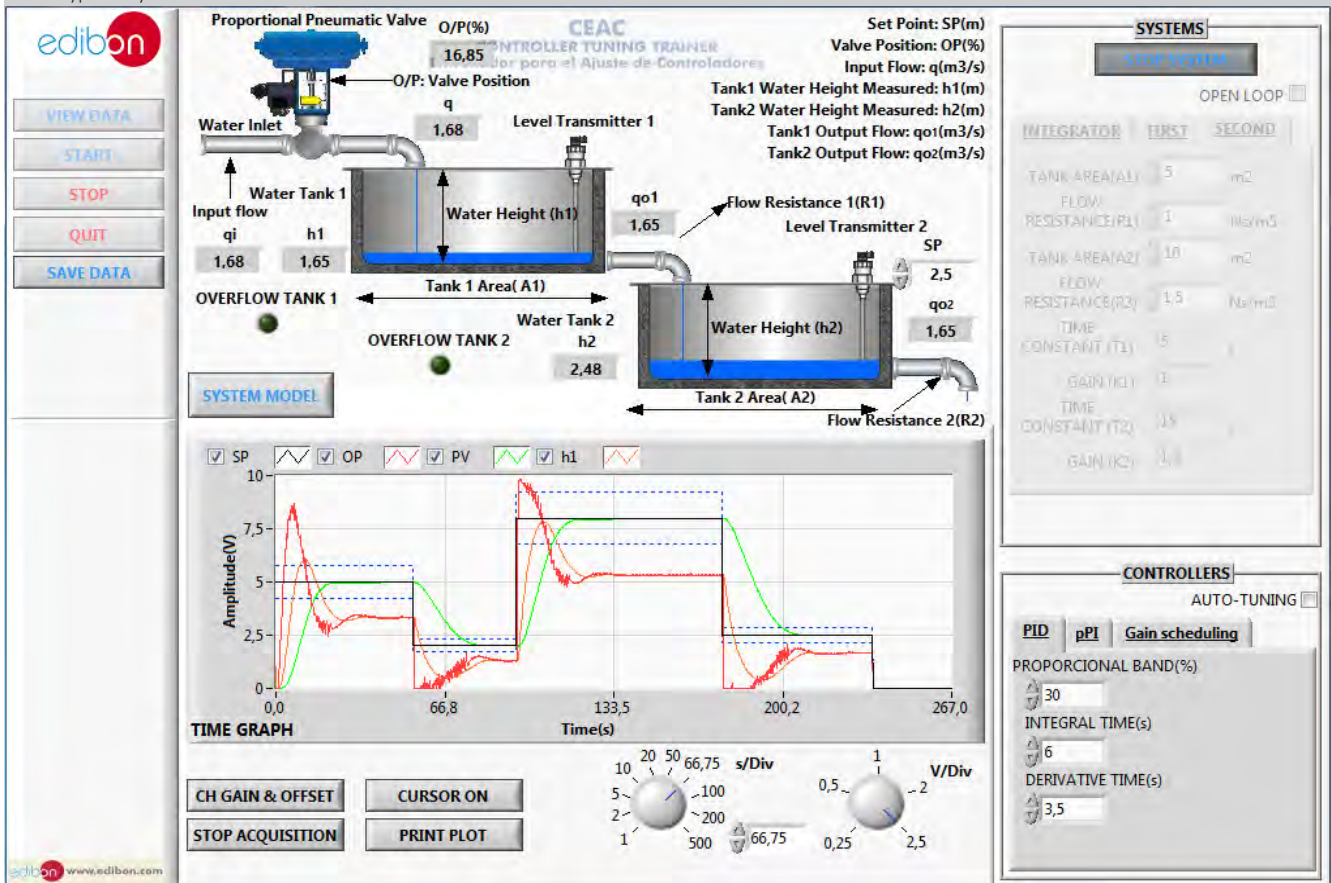 edibon
VIEW DATA
START
STOP
QUIT
SAVE DATA
edibon www.edibon.com
Proportional Pneumatic Valve
O/P(%)
16,85
CEAC
CONTROLLER TUNING TRAINER
para el Ajuste de Controladores
O/P: Valve Position
q
1,68
Water Inlet
Level Transmitter 1
Set Point: SP(m)
Valve Position: OP(%)
Input Flow: q(m3/s)
Tank1 Water Height Measured: h1(m)
Tank2 Water Height Measured: h2(m)
Tank1 Output Flow: qo1(m3/s)
Tank2 Output Flow: qo2(m3/s)
Water Tank 1
Input flow
qi
1,68
h1
1,65
Water Height (h1)
qo1
1,65
Flow Resistance 1(R1)
Level Transmitter 2
SP
2,5
OVERFLOW TANK 1
Tank 1 Area( A1)
Water Tank 2
OVERFLOW TANK 2
h2
2,48
Water Height (h2)
qo2
1,65
SYSTEM MODEL
Tank 2 Area( A2)
Flow Resistance 2(R2)
SP OP PV h1
Amplitude(V)
10
7,5
5
2,5
0
0,0 66,8 133,5 200,2 267,0
TIME GRAPH
Time(s)
CH GAIN & OFFSET
CURSOR ON
STOP ACQUISITION
PRINT PLOT
s/Div
1 2 5 10 20 50 66,75 100 200 500
66,75
V/Div
0,25 0,5 1 2 2,5
SYSTEMS
STOP SYSTEM
OPEN LOOP
INTEGRATOR FIRST SECOND
TANK AREA(A1) 5 m2
FLOW
RESISTANCE(R1) 1 Ns/m5
TANK AREA(A2) 10 m2
FLOW
RESISTANCE(R2) 1,5
TIME
CONSTANT (T1) 5
GAIN (K1) 1
TIME
CONSTANT (T2) 15
GAIN (K2)
CONTROLLERS
AUTO-TUNING
PID pPI Gain scheduling
PROPORCIONAL BAND(%)
30
INTEGRAL TIME(s)
6
DERIVATIVE TIME(s)
3,5